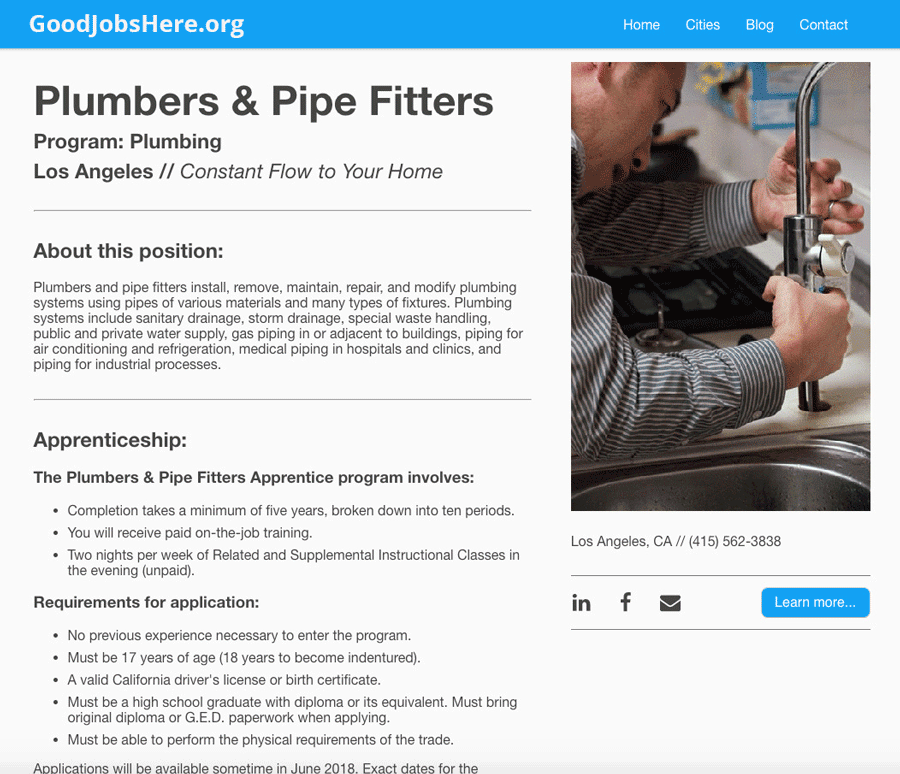 GoodJobsHere.org
Home Cities Blog Contact
Plumbers & Pipe Fitters
Program: Plumbing
Los Angeles // Constant Flow to Your Home
About this position:
Plumbers and pipe fitters install, remove, maintain, repair, and modify plumbing
systems using pipes of various materials and many types of fixtures. Plumbing
systems include sanitary drainage, storm drainage, special waste handling,
public and private water supply, gas piping in or adjacent to buildings, piping for
air conditioning and refrigeration, medical piping in hospitals and clinics, and
piping for industrial processes.
Apprenticeship:
The Plumbers & Pipe Fitters Apprentice program involves:
• Completion takes a minimum of five years, broken down into ten periods.
• You will receive paid on-the-job training.
• Two nights per week of Related and Supplemental Instructional Classes in
the evening (unpaid).
Requirements for application:
• No previous experience necessary to enter the program.
• Must be 17 years of age (18 years to become indentured).
• A valid California driver's license or birth certificate.
• Must be a high school graduate with diploma or its equivalent. Must bring
original diploma or G.E.D. paperwork when applying.
• Must be able to perform the physical requirements of the trade.
Applications will be available sometime in June 2018. Exact dates for the
Los Angeles, CA // (415) 562-3838
in f
Learn more...